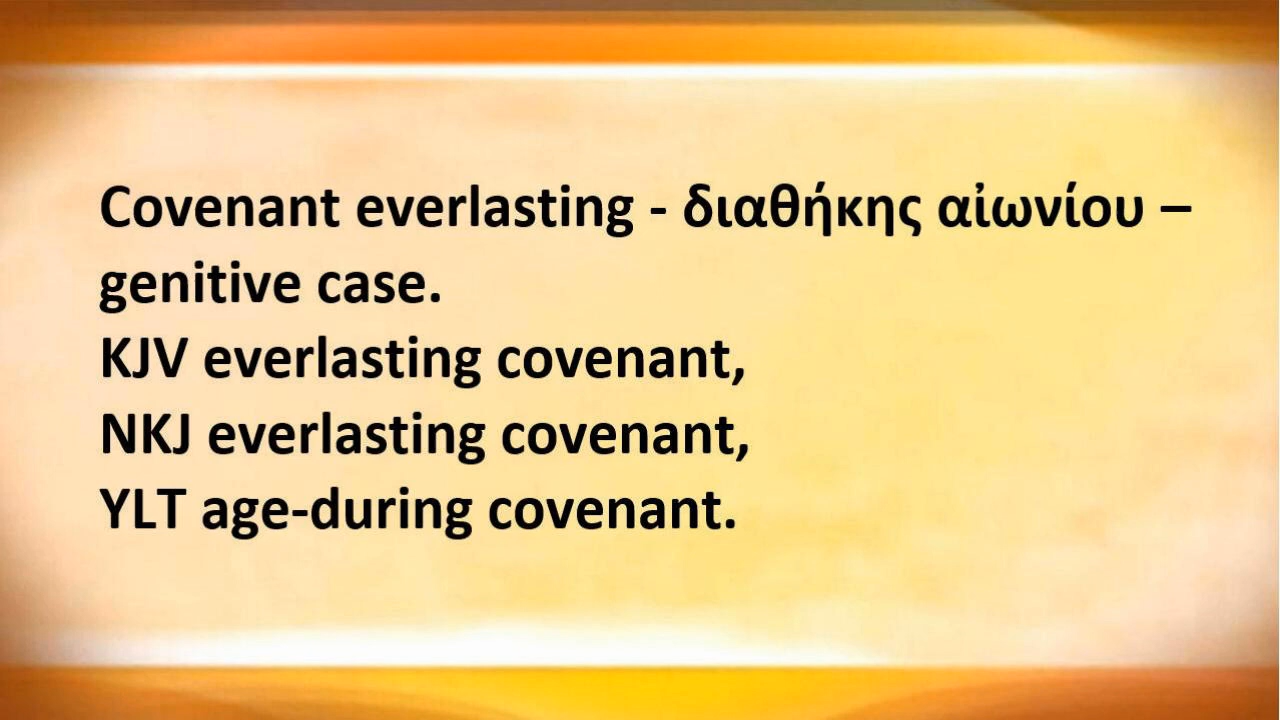 Covenant everlasting - διαθήκης αἰωνίου –
genitive case.
KJV everlasting covenant,
NKJ everlasting covenant,
YLT age-during covenant.